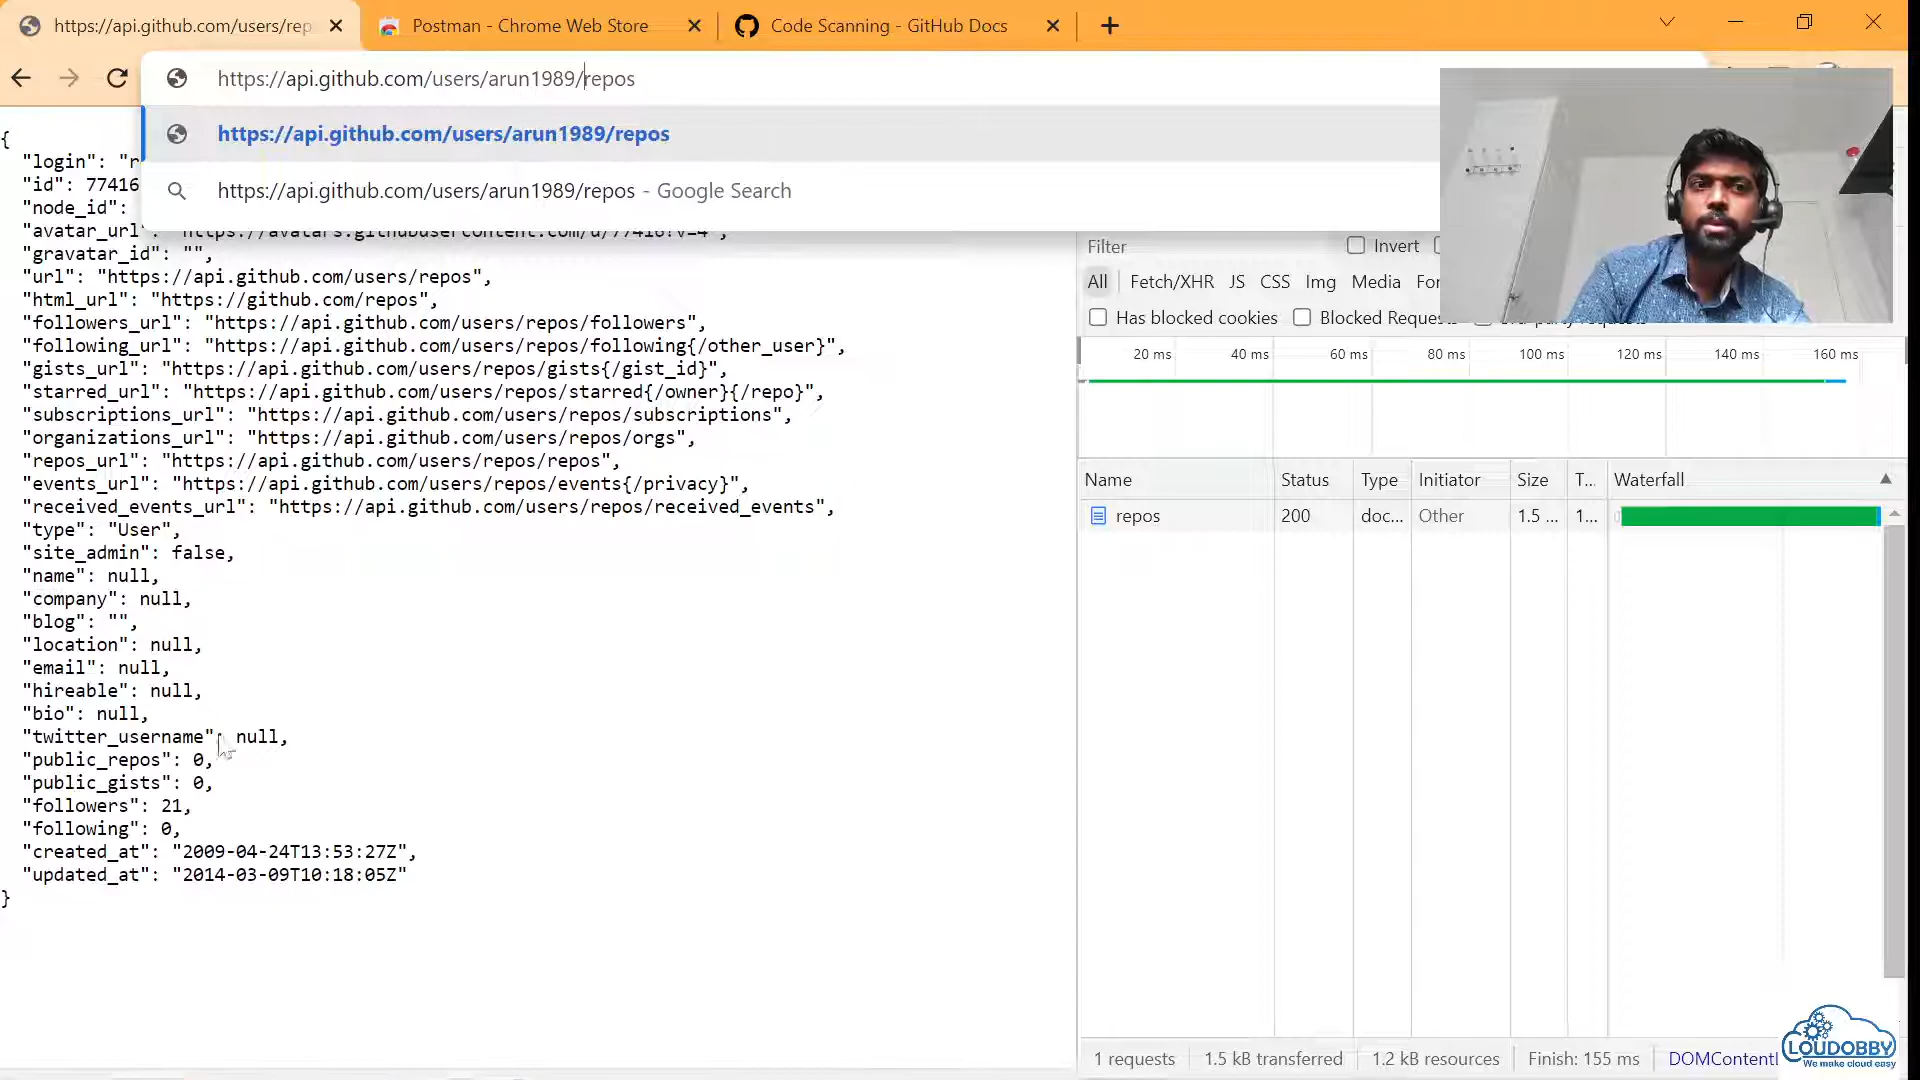 https://api.github.com/users/rep
Postman - Chrome Web Store
Code Scanning - GitHub Docs
https://api.github.com/users/arun1989/repos
https://api.github.com/users/arun1989/repos
https://api.github.com/users/arun1989/repos - Google Search
{
"login": "r
"id": 77416
"node_id":
"avatar_url": "https://avatars.githubusercontent.com/u/77416?v=4",
"gravatar_id": "",
"url": "https://api.github.com/users/repos",
"html_url": "https://github.com/repos",
"followers_url": "https://api.github.com/users/repos/followers",
"following_url": "https://api.github.com/users/repos/following{/other_user}",
"gists_url": "https://api.github.com/users/repos/gists{/gist_id}",
"starred_url": "https://api.github.com/users/repos/starred{/owner}{/repo}",
"subscriptions_url": "https://api.github.com/users/repos/subscriptions",
"organizations_url": "https://api.github.com/users/repos/orgs",
"repos_url": "https://api.github.com/users/repos/repos",
"events_url": "https://api.github.com/users/repos/events{/privacy}",
"received_events_url": "https://api.github.com/users/repos/received_events",
"type": "User",
"site_admin": false,
"name": null,
"company": null,
"blog": "",
"location": null,
"email": null,
"hireable": null,
"bio": null,
"twitter_username": null,
"public_repos": 0,
"public_gists": 0,
"followers": 21,
"following": 0,
"created_at": "2009-04-24T13:53:27Z",
"updated_at": "2014-03-09T10:18:05Z"
}
Filter Invert
All Fetch/XHR JS CSS Img Media Fon
Has blocked cookies Blocked Requests
20 ms 40 ms 60 ms 80 ms 100 ms 120 ms 140 ms 160 ms
Name Status Type Initiator Size T... Waterfall
repos 200 doc... Other 1.5 ... 1...
1 requests 1.5 kB transferred 1.2 kB resources Finish: 155 ms DOMContentl
LOUDOBBY
We make cloud easy